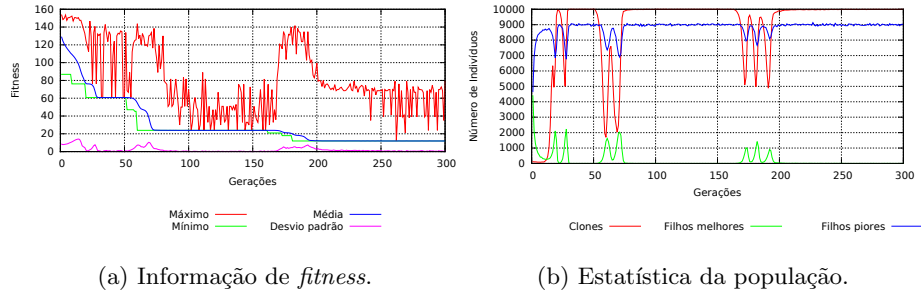 160
140
120
100
80
60
40
20
0
Fitness
0 50 100 150 200 250 300
Gerações
Máximo Média
Mínimo Desvio padrão
(a) Informação de fitness.
10000
9000
8000
7000
6000
5000
4000
3000
2000
1000
0
Número de Indivíduos
0 50 100 150 200 250 300
Gerações
Clones Filhos melhores Filhos piores
(b) Estatística da população.